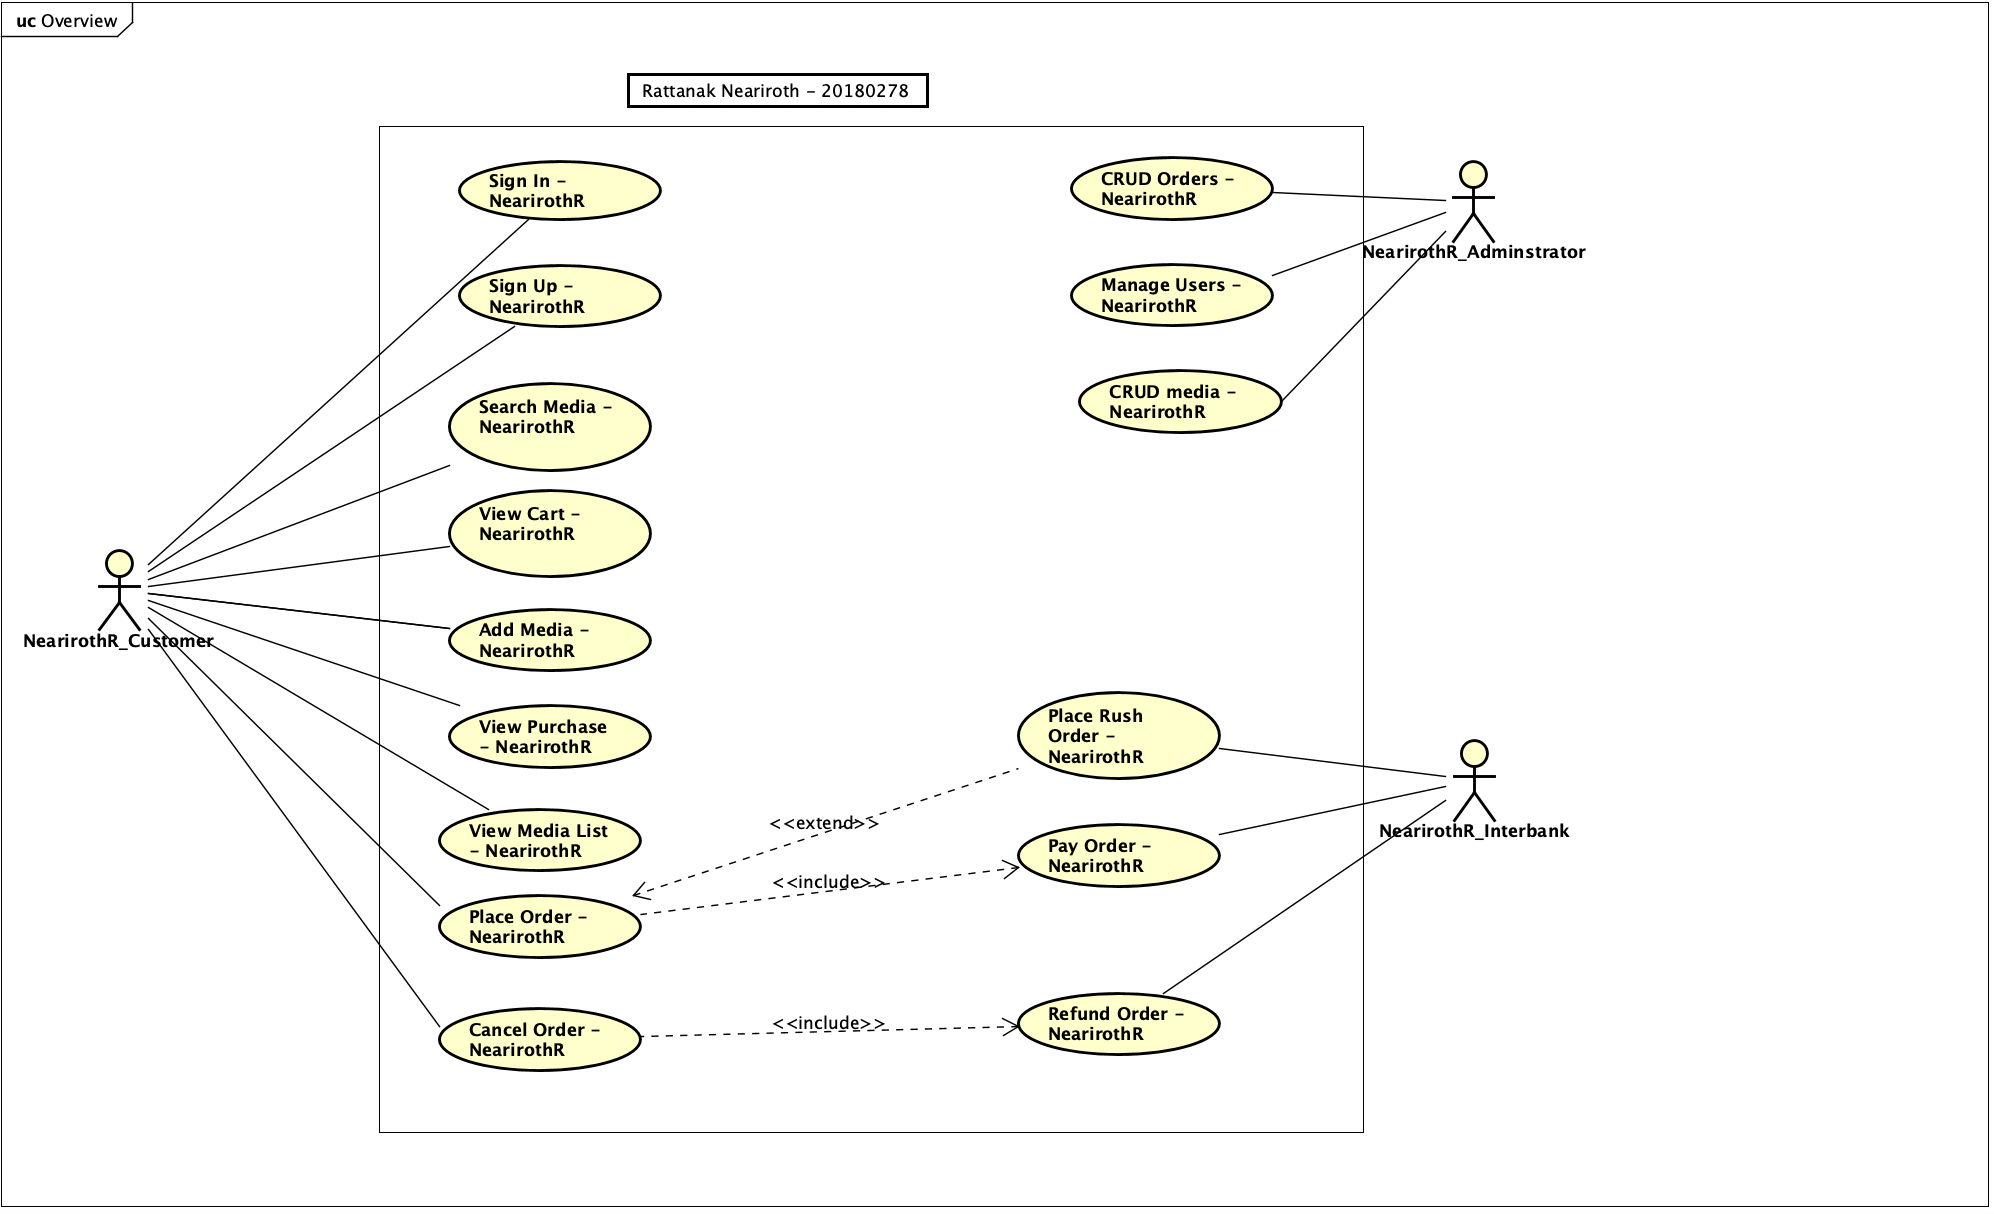 uc Overview
Rattanak Neariroth – 20180278
Sign In –
NearirothR
Sign Up –
NearirothR
Search Media –
NearirothR
View Cart –
NearirothR
Add Media –
NearirothR
View Purchase
– NearirothR
View Media List
– NearirothR
Place Order –
NearirothR
Cancel Order –
NearirothR
NearirothR_Customer
<<extend>>
<<include>>
<<include>>
CRUD Orders –
NearirothR
Manage Users –
NearirothR
CRUD media –
NearirothR
Place Rush
Order –
NearirothR
Pay Order –
NearirothR
Refund Order –
NearirothR
NearirothR_Adminstrator
NearirothR_Interbank